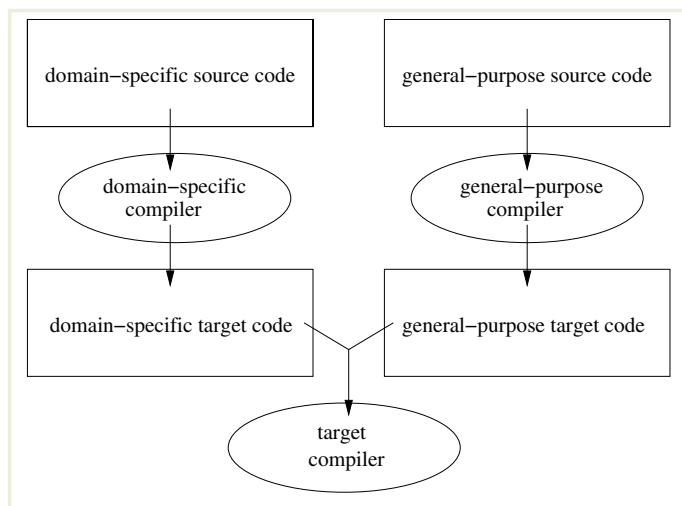 domain−specific source code
general−purpose source code
domain−specific
compiler
general−purpose
compiler
domain−specific target code
general−purpose target code
target
compiler